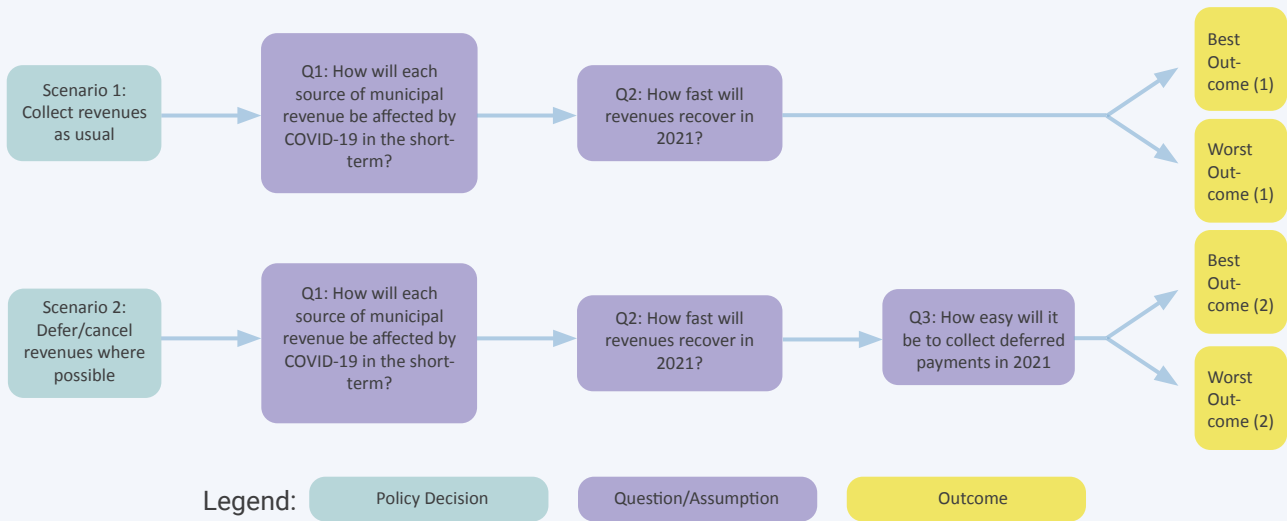 Scenario 1:
Collect revenues
as usual
Q1: How will each
source of municipal
revenue be affected by
COVID-19 in the short-
term?
Q2: How fast will
revenues recover in
2021?
Best
Out-
come (1)
Worst
Out-
come (1)
Scenario 2:
Defer/cancel
revenues where
possible
Q1: How will each
source of municipal
revenue be affected by
COVID-19 in the short-
term?
Q2: How fast will
revenues recover in
2021?
Q3: How easy will it
be to collect deferred
payments in 2021
Best
Out-
come (2)
Worst
Out-
come (2)
Legend:
Policy Decision
Question/Assumption
Outcome